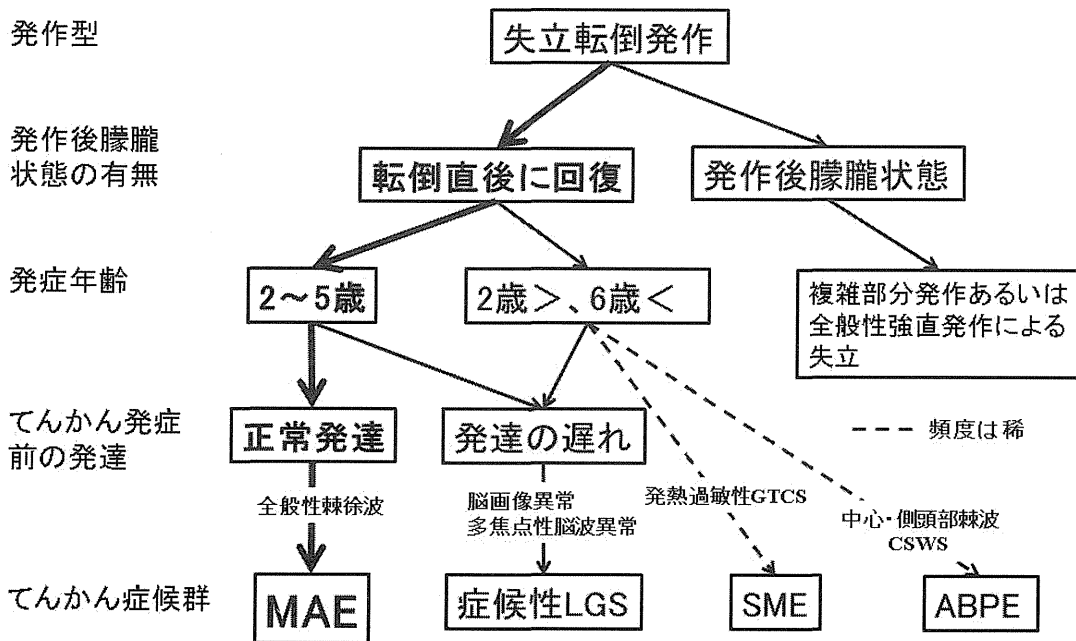 発作型
失立転倒発作
発作後朦朧
状態の有無
転倒直後に回復
発作後朦朧状態
発症年齢
2〜5歳
2歳＞、6歳＜
複雑部分発作あるいは
全般性強直発作による
失立
てんかん発症
前の発達
正常発達
発達の遅れ
頻度は稀
全般性棘徐波
脳画像異常
多焦点性脳波異常
発熱過敏性GTCS
中心・側頭部棘波
CSWS
てんかん症候群
MAE
症候性LGS
SME
ABPE